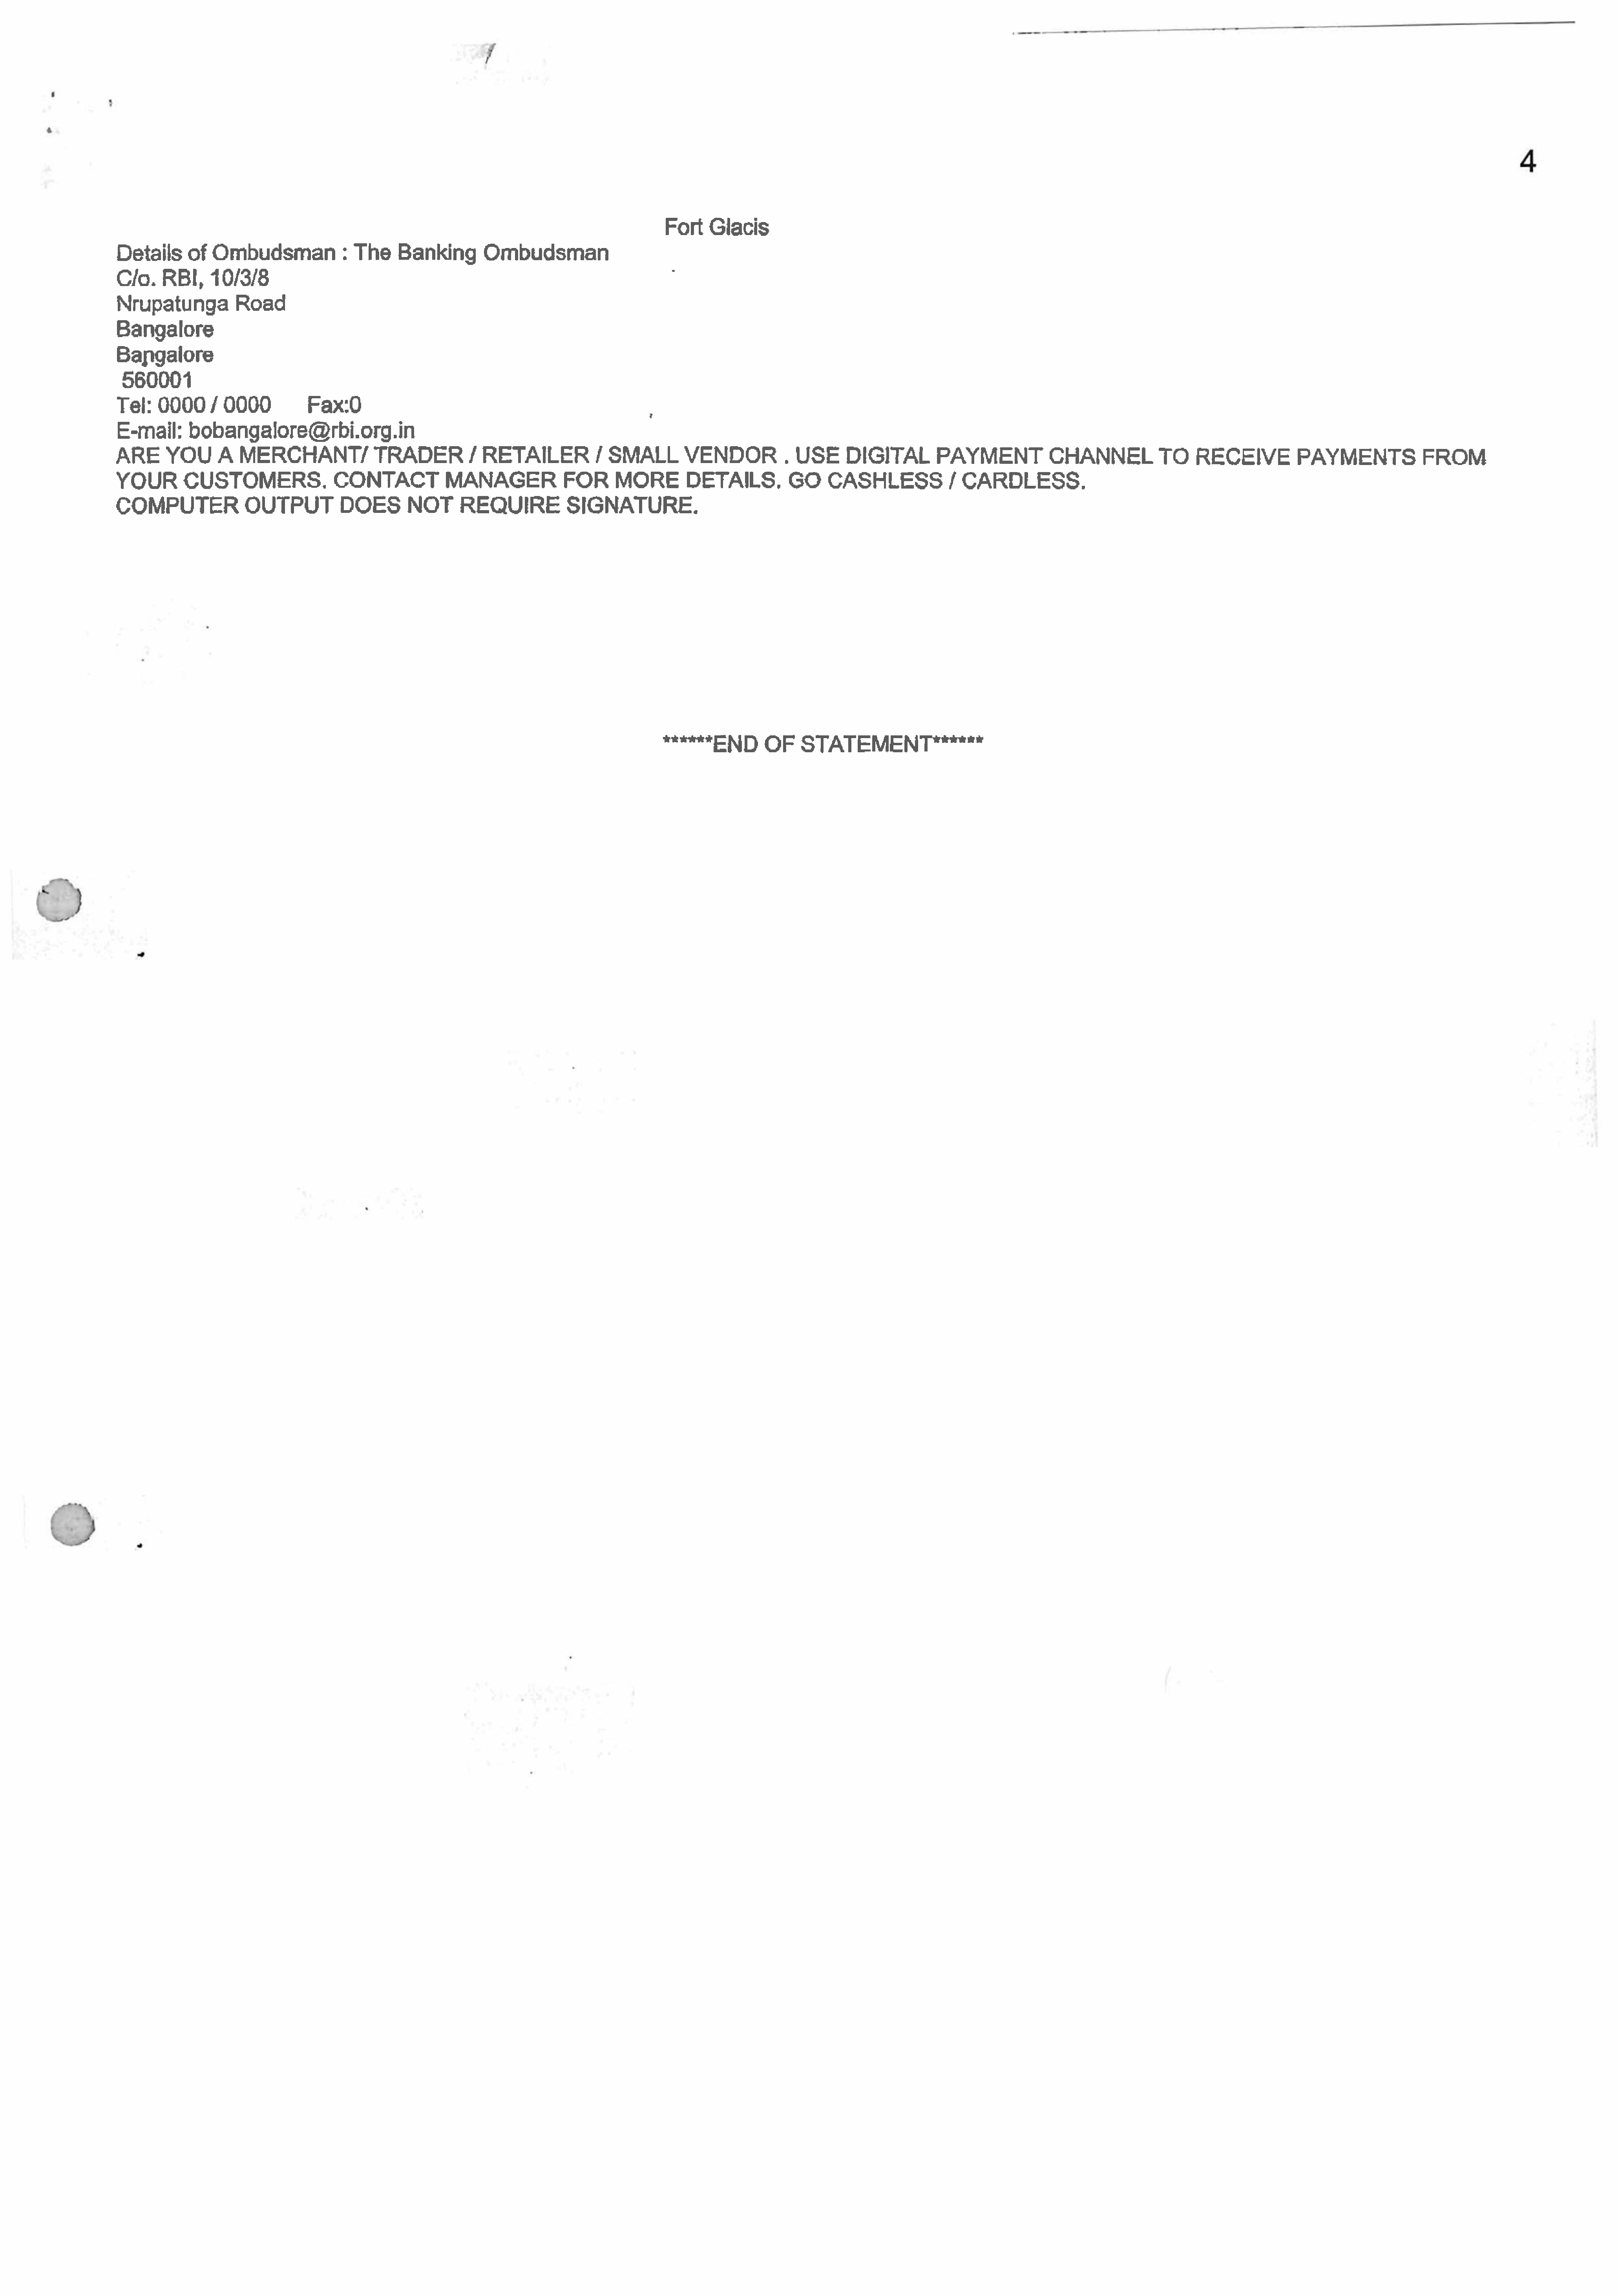 4
Fort Glacis
Details of Ombudsman : The Banking Ombudsman
C/o. RBI, 10/3/8
Nrupatunga Road
Bangalore
Bangalore
560001
Tel: 0000 / 0000 Fax:0
E-mail: bobangalore@rbi.org.in
ARE YOU A MERCHANT/ TRADER / RETAILER / SMALL VENDOR . USE DIGITAL PAYMENT CHANNEL TO RECEIVE PAYMENTS FROM
YOUR CUSTOMERS. CONTACT MANAGER FOR MORE DETAILS. GO CASHLESS / CARDLESS.
COMPUTER OUTPUT DOES NOT REQUIRE SIGNATURE.
******END OF STATEMENT******